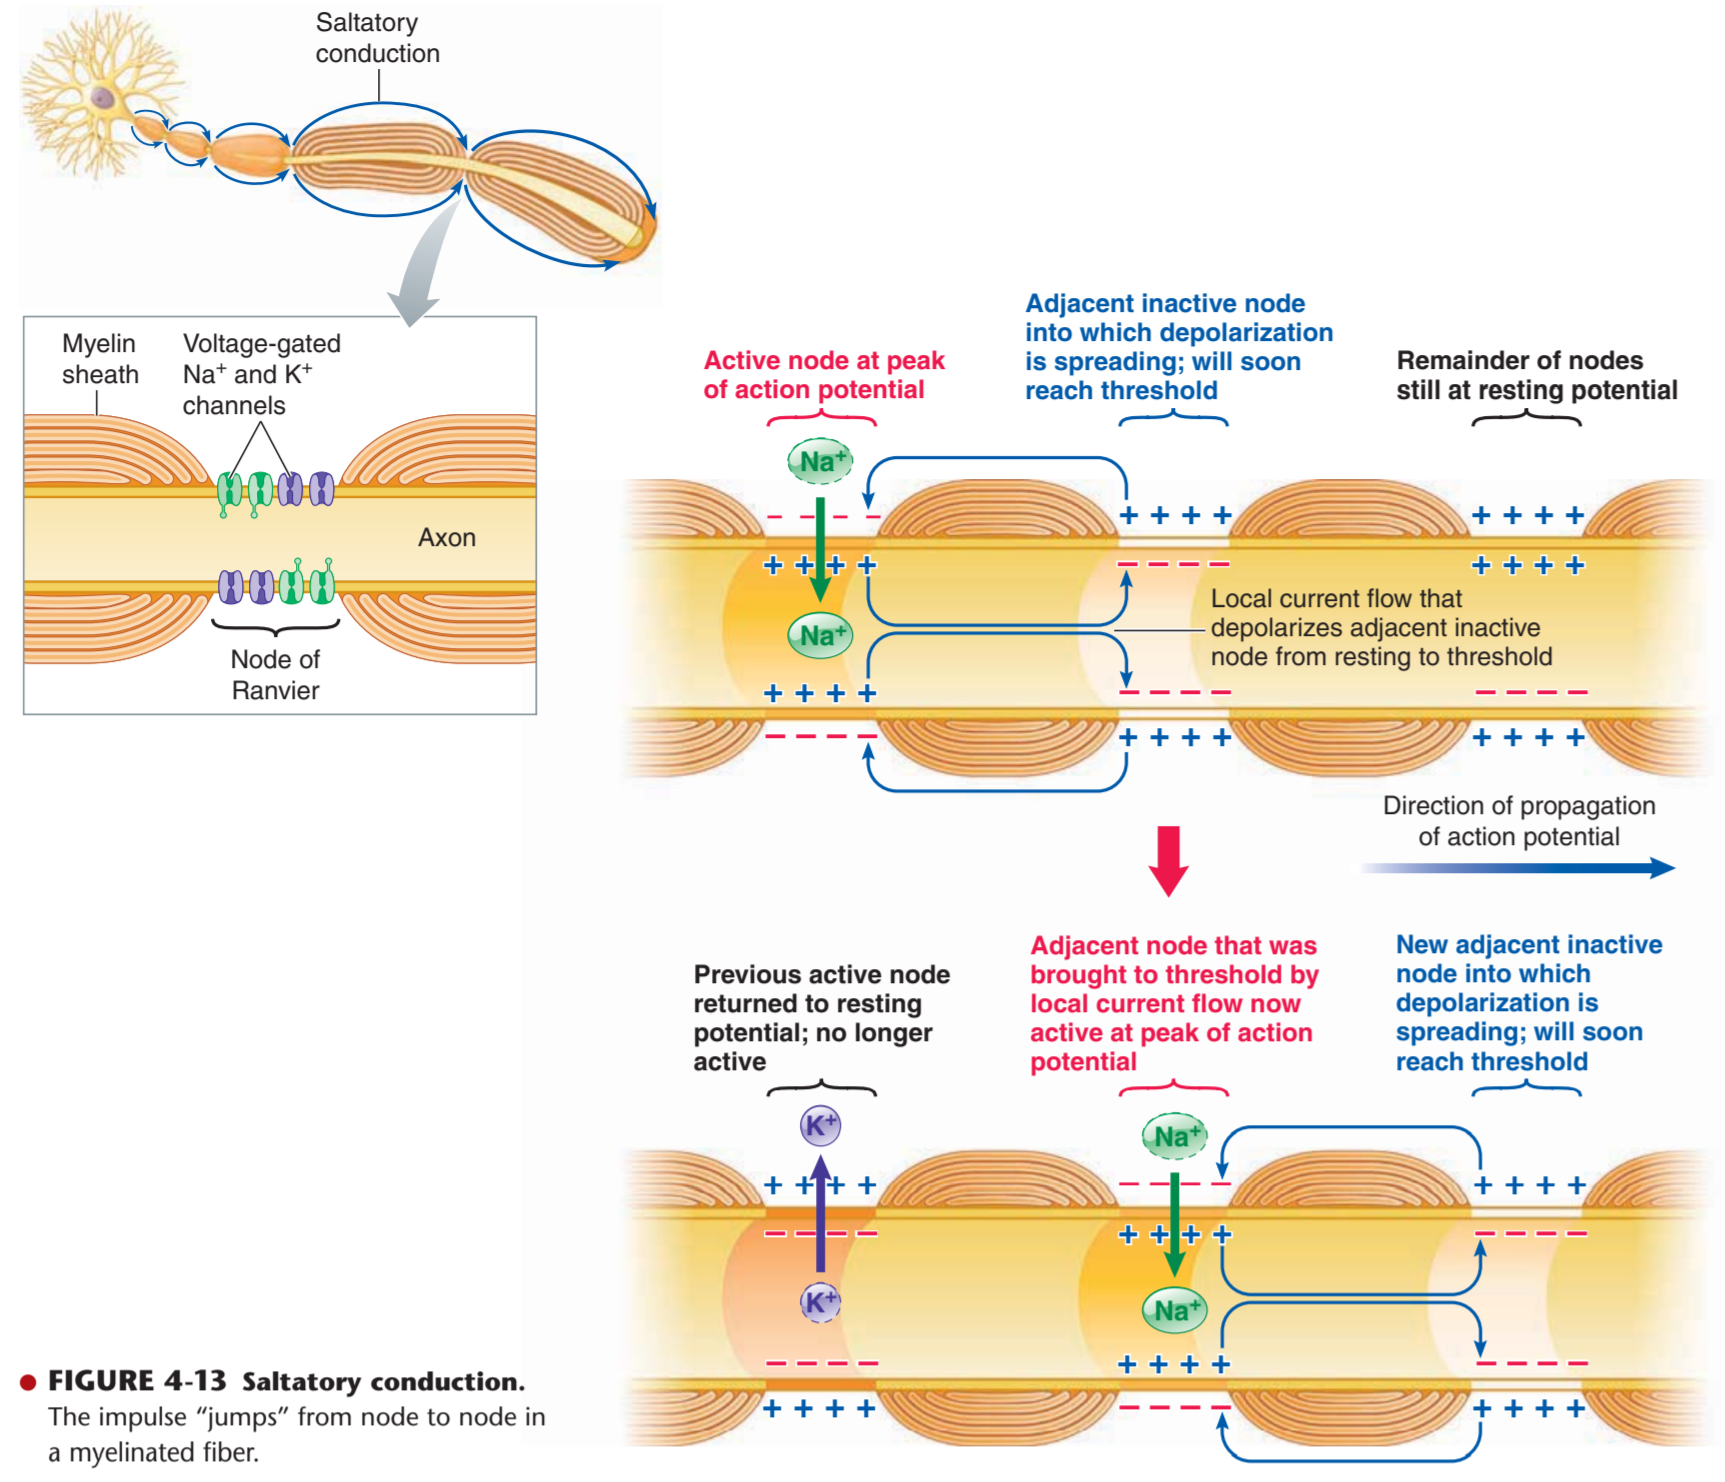 Saltatory
conduction
Myelin
sheath
Voltage-gated
Na⁺ and K⁺
channels
Axon
Node of
Ranvier
Active node at peak
of action potential
Adjacent inactive node
into which depolarization
is spreading; will soon
reach threshold
Remainder of nodes
still at resting potential
Na⁺
– – – –
+ + + +
+ + + +
+ + + +
– – – –
+ + + +
Na⁺
Local current flow that
depolarizes adjacent inactive
node from resting to threshold
+ + + +
– – – –
– – – –
– – – –
+ + + +
+ + + +
Direction of propagation
of action potential
Previous active node
returned to resting
potential; no longer
active
Adjacent node that was
brought to threshold by
local current flow now
active at peak of action
potential
New adjacent inactive
node into which
depolarization is
spreading; will soon
reach threshold
K⁺
Na⁺
+ + + +
– – – –
+ + + +
– – – –
+ + + +
– – – –
K⁺
Na⁺
– – – –
+ + + +
– – – –
+ + + +
– – – –
+ + + +
● FIGURE 4-13 Saltatory conduction.
The impulse “jumps” from node to node in
a myelinated fiber.